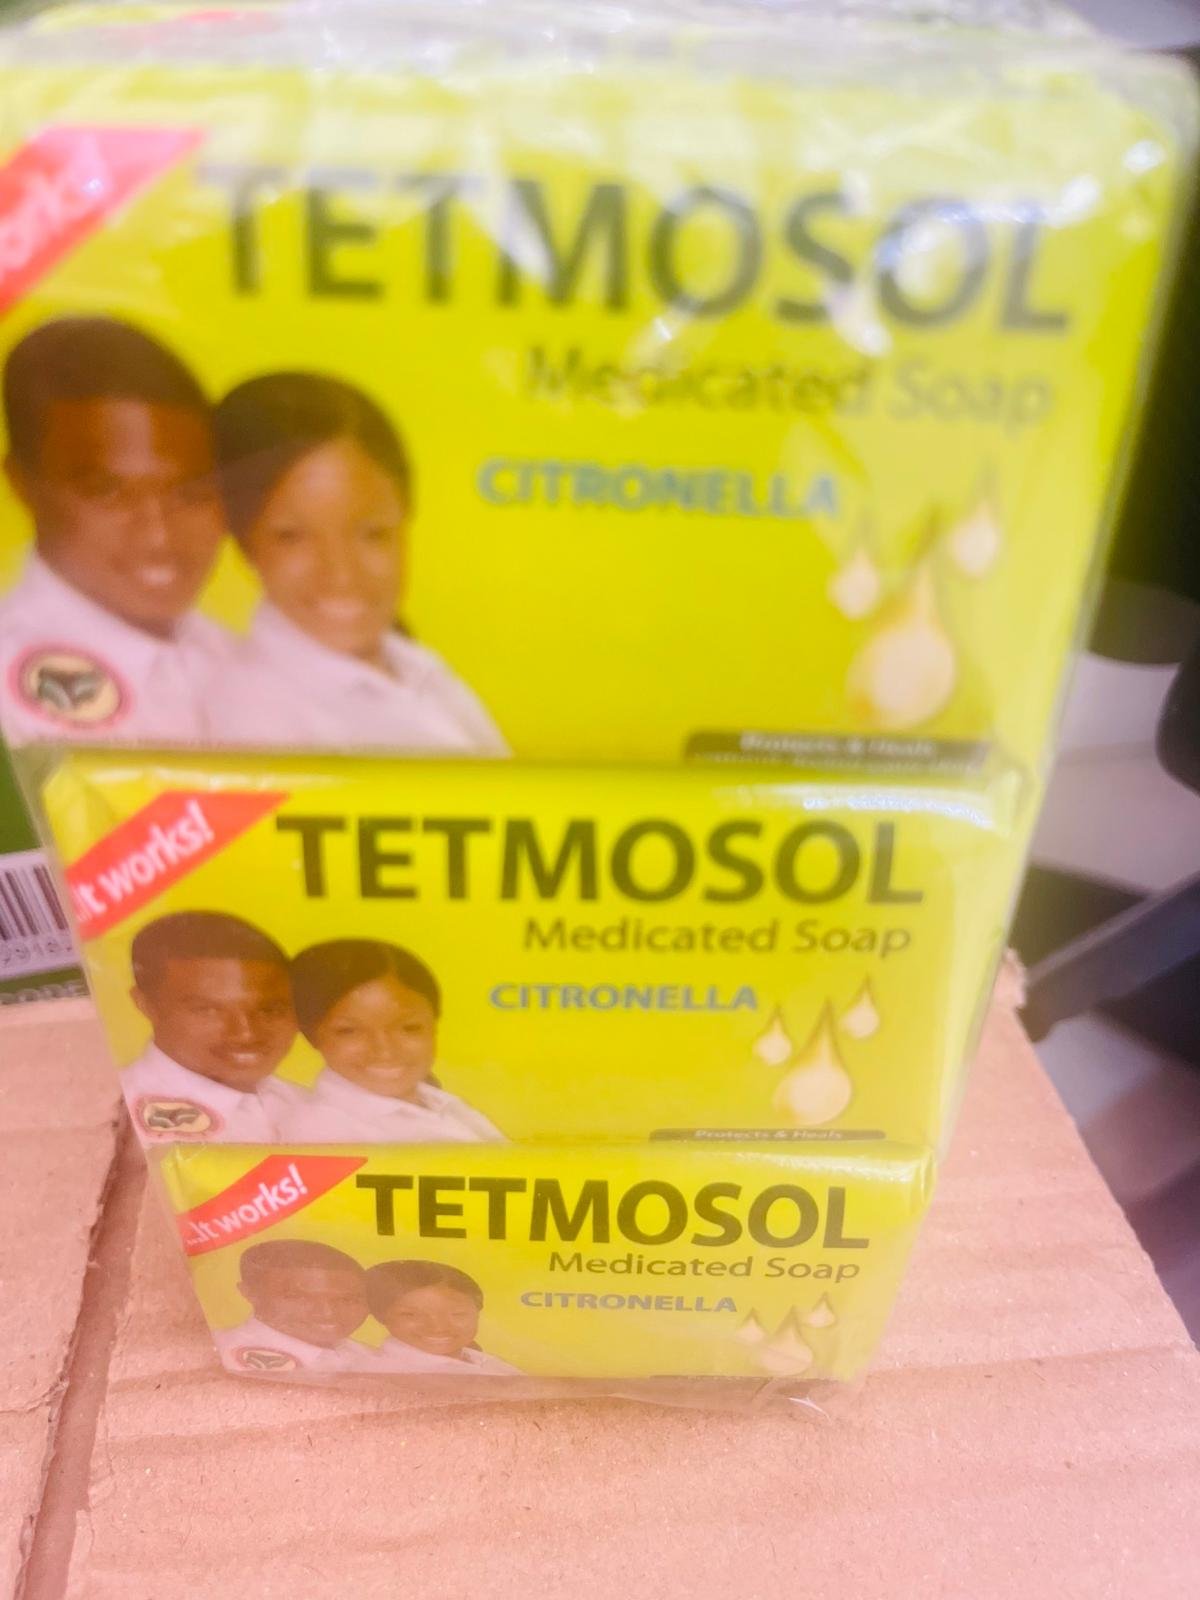 TETMOSOL
Medicated Soap
CITRONELLA
Protects & Heals
...It works!
TETMOSOL
Medicated Soap
CITRONELLA
Protects & Heals
...It works!
TETMOSOL
Medicated Soap
CITRONELLA